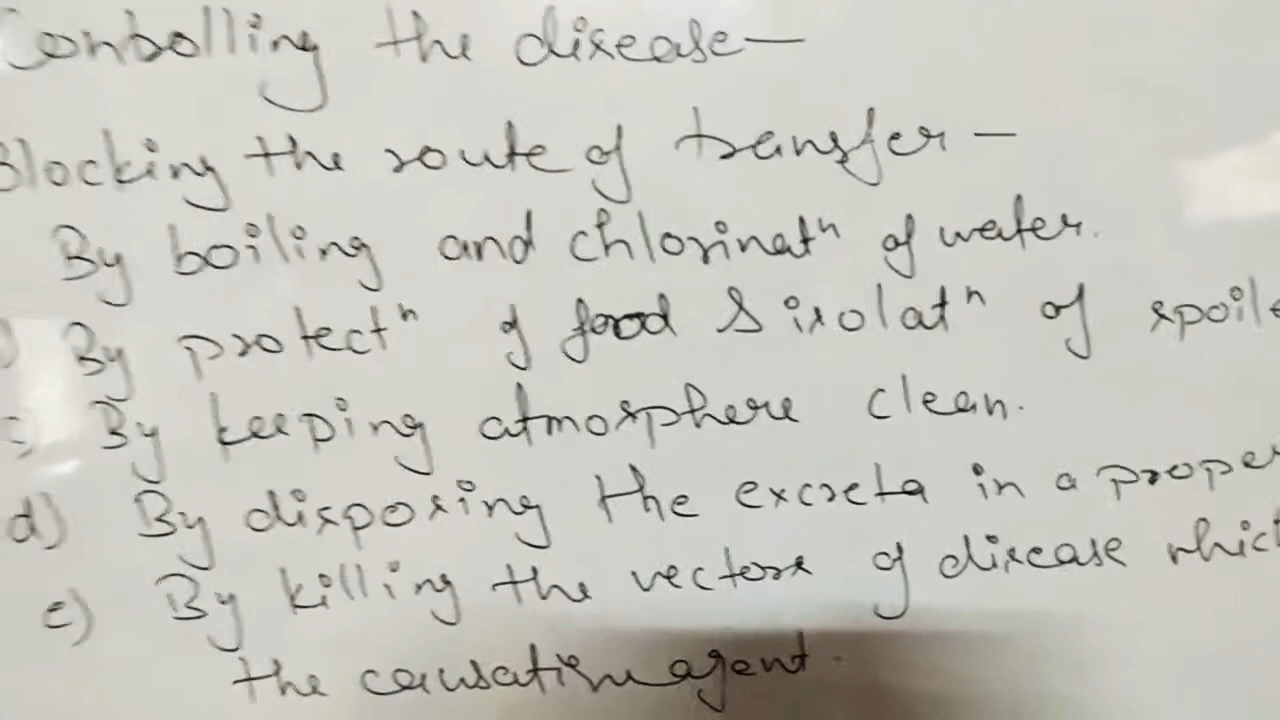 Controlling the disease—
Blocking the route of transfer—
By boiling and chlorinatⁿ of water.
) By protectⁿ of food & isolatⁿ of spoile
By keeping atmosphere clean.
d) By disposing the excreta in a proper
e) By killing the vectors of disease which
the causative agent.